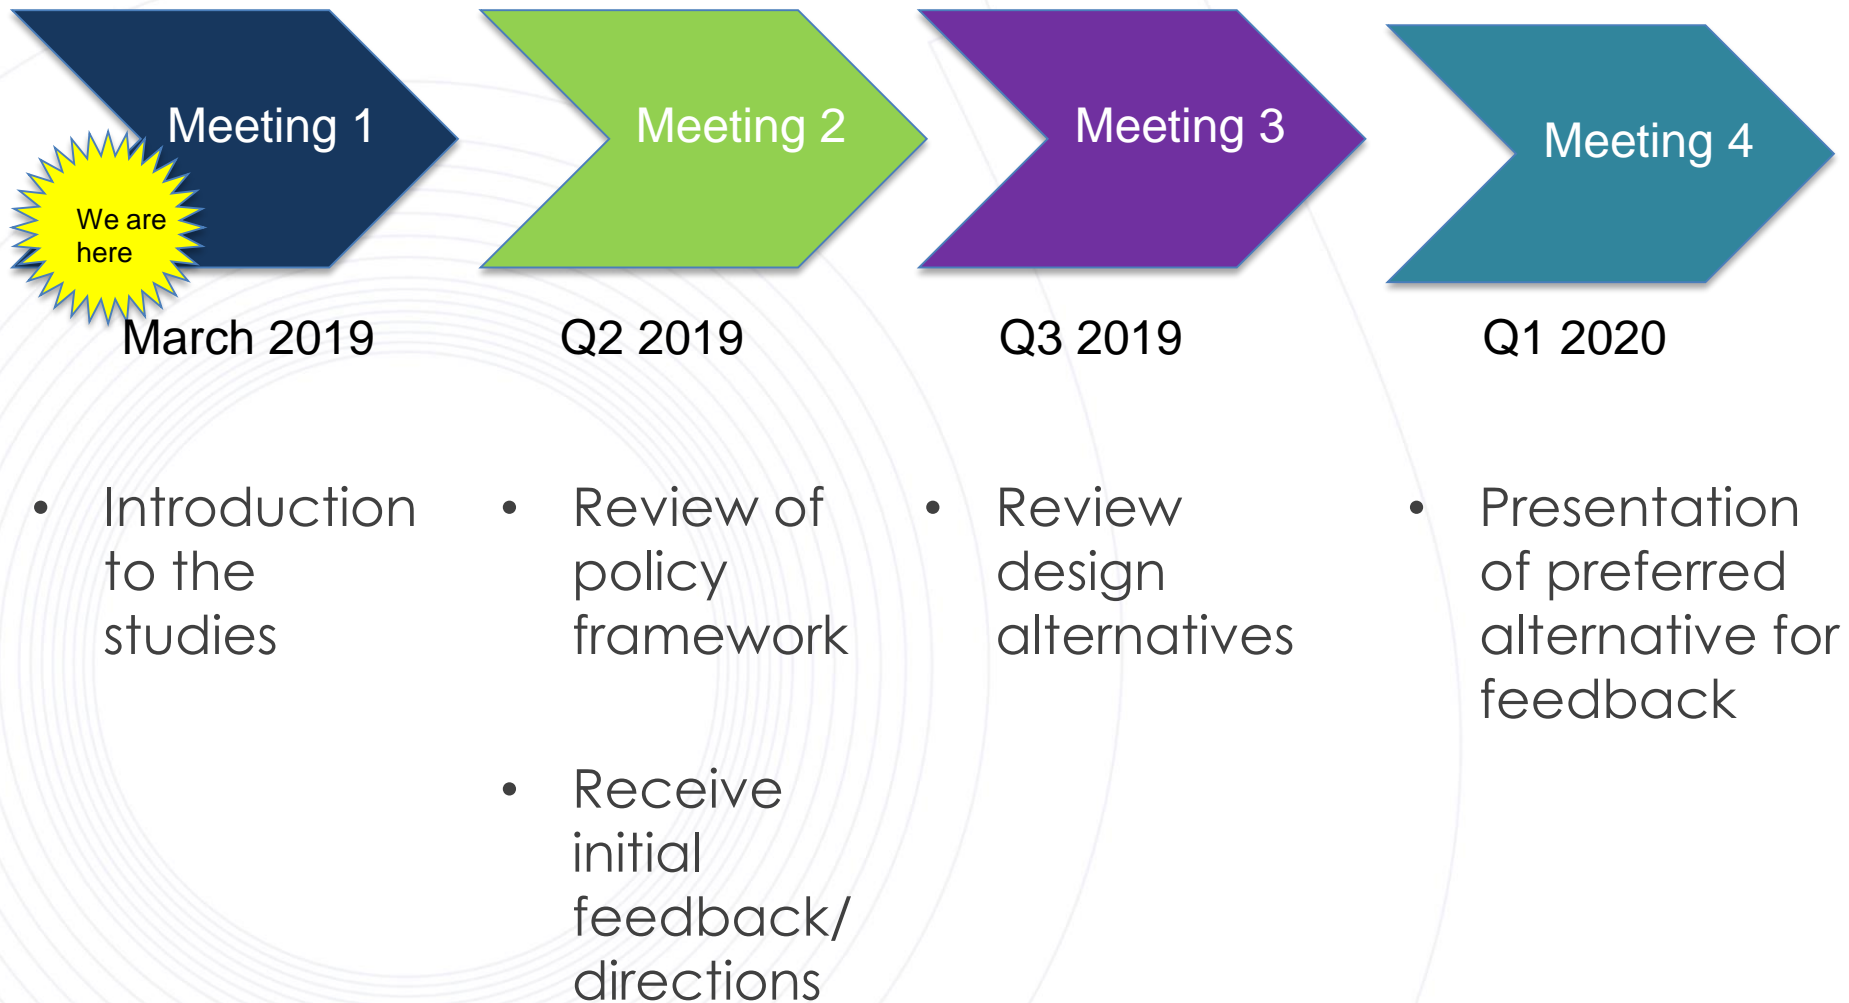 Meeting 1
We are
here
March 2019
• Introduction
to the
studies
Meeting 2
Q2 2019
• Review of
policy
framework
• Receive
initial
feedback/
directions
Meeting 3
Q3 2019
• Review
design
alternatives
Meeting 4
Q1 2020
• Presentation
of preferred
alternative for
feedback